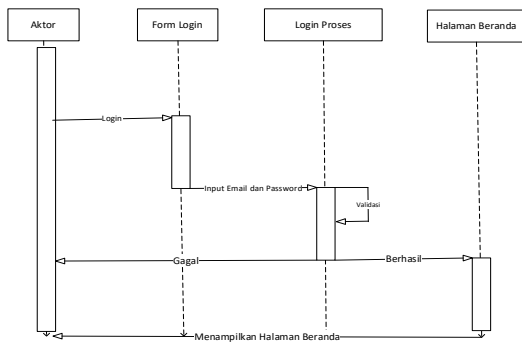 Aktor
Form Login
Login Proses
Halaman Beranda
Login
Input Email dan Password
Validasi
Gagal
Berhasil
Menampilkan Halaman Beranda